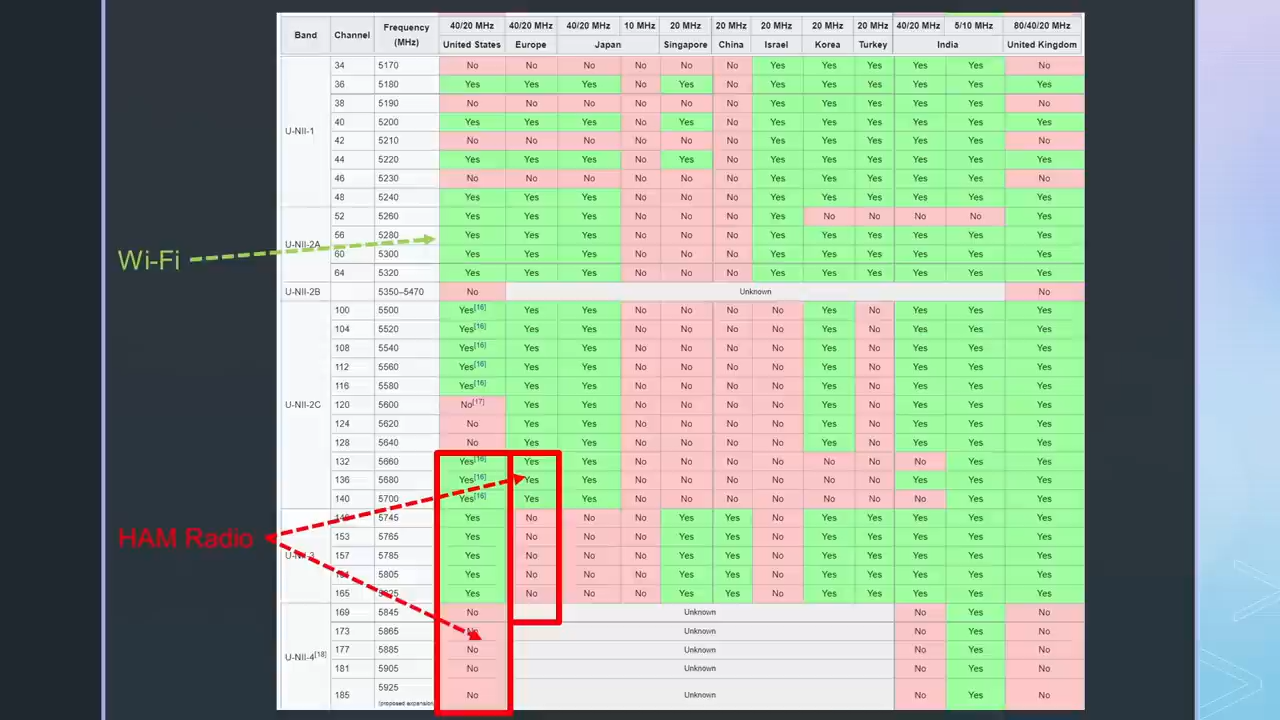 40/20 MHz 40/20 MHz 40/20 MHz 10 MHz 20 MHz 20 MHz 20 MHz 20 MHz 20 MHz 40/20 MHz 5/10 MHz 80/40/20 MHz
Band Channel Frequency (MHz) United States Europe Japan Singapore China Israel Korea Turkey India United Kingdom
34 5170 No No No No No No Yes Yes Yes Yes Yes No
36 5180 Yes Yes Yes No Yes No Yes Yes Yes Yes Yes Yes
38 5190 No No No No No No Yes Yes Yes Yes Yes No
40 5200 Yes Yes Yes No Yes No Yes Yes Yes Yes Yes Yes
U-NII-1
42 5210 No No No No No No Yes Yes Yes Yes Yes No
44 5220 Yes Yes Yes No Yes No Yes Yes Yes Yes Yes Yes
46 5230 No No No No No No Yes Yes Yes Yes Yes No
48 5240 Yes Yes Yes No No No Yes Yes Yes Yes Yes Yes
52 5260 Yes Yes Yes No No No Yes No No No No Yes
56 5280 Yes Yes Yes No No No Yes Yes Yes Yes Yes Yes
U-NII-2A
60 5300 Yes Yes Yes No No No Yes Yes Yes Yes Yes Yes
Wi-Fi
64 5320 Yes Yes Yes No No No Yes Yes Yes Yes Yes Yes
U-NII-2B 5350–5470 No Unknown No
100 5500 Yes[16] Yes Yes No No No No Yes No Yes Yes Yes
104 5520 Yes[16] Yes Yes No No No No Yes No Yes Yes Yes
108 5540 Yes[16] Yes Yes No No No No Yes No Yes Yes Yes
112 5560 Yes[16] Yes Yes No No No No Yes No Yes Yes Yes
116 5580 Yes[16] Yes Yes No No No No Yes No Yes Yes Yes
U-NII-2C 120 5600 No[17] Yes Yes No No No No Yes No Yes Yes Yes
124 5620 No Yes Yes No No No No Yes No Yes Yes Yes
128 5640 No Yes Yes No No No No Yes No Yes Yes Yes
132 5660 Yes[16] Yes Yes No No No No No No No Yes Yes
136 5680 Yes[16] Yes Yes No No No No No No Yes Yes Yes
140 5700 Yes[16] Yes Yes No No No No No No No Yes Yes
5745 Yes No No No Yes Yes No Yes Yes Yes Yes Yes
153 5765 Yes No No No Yes Yes No Yes Yes Yes Yes Yes
HAM Radio
157 5785 Yes No No No Yes Yes No Yes Yes Yes Yes Yes
5805 Yes No No No Yes Yes No Yes Yes Yes Yes Yes
165 Yes No No No Yes Yes No Yes Yes Yes Yes Yes
169 5845 No Unknown No Yes No
173 5865 No Unknown No Yes No
177 5885 No Unknown No Yes No
U-NII-4[18]
181 5905 No Unknown No Yes No
185 5925 (proposed expansion No Unknown No Yes No